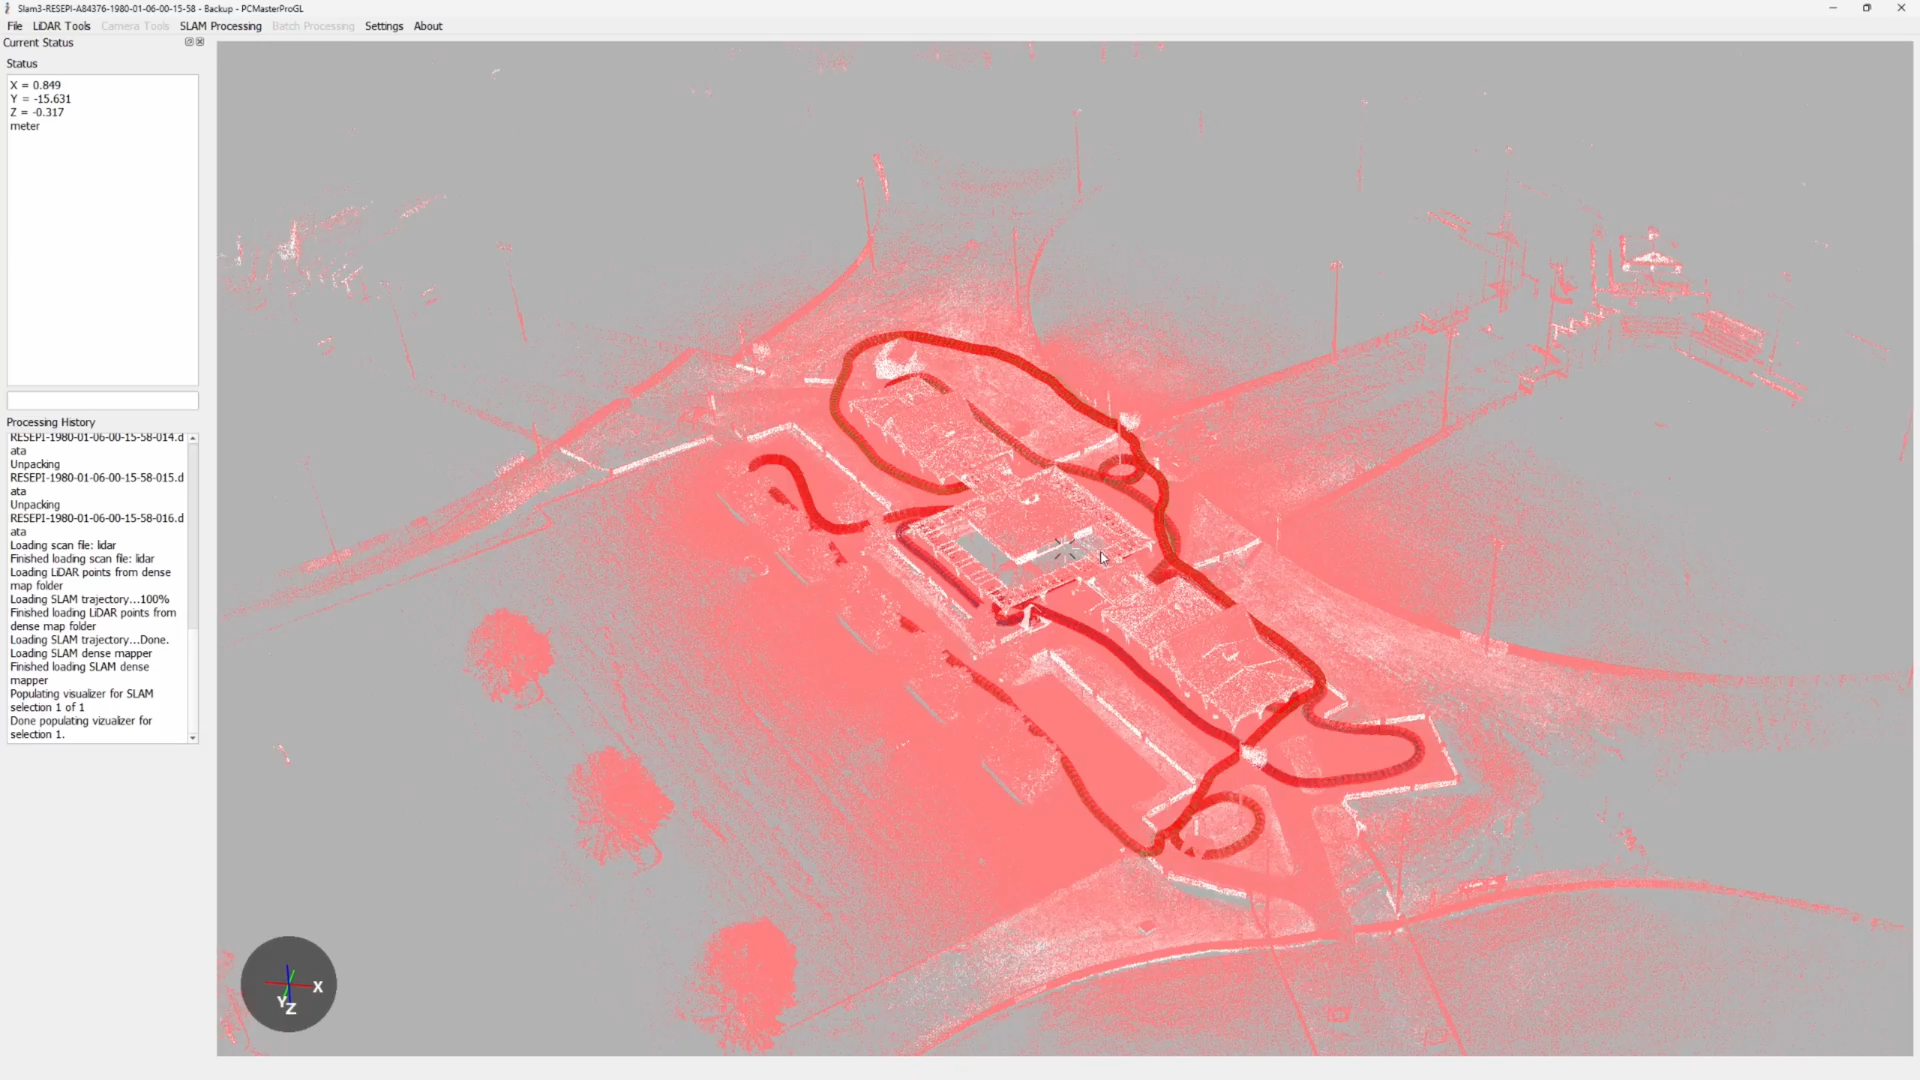 Slam3-RESEPI-A84376-1980-01-06-00-15-58 - Backup - PCMasterProGL
File LiDAR Tools Camera Tools SLAM Processing Batch Processing Settings About
Current Status
Status
X = 0.849
Y = -15.631
Z = -0.317
meter
Processing History
RESEPI-1980-01-06-00-15-58-014.d
ata
Unpacking
RESEPI-1980-01-06-00-15-58-015.d
ata
Unpacking
RESEPI-1980-01-06-00-15-58-016.d
ata
Loading scan file: lidar
Finished loading scan file: lidar
Loading LiDAR points from dense
map folder
Loading SLAM trajectory...100%
Finished loading LiDAR points from
dense map folder
Loading SLAM trajectory...Done.
Loading SLAM dense mapper
Finished loading SLAM dense
mapper
Populating visualizer for SLAM
selection 1 of 1
Done populating vizualizer for
selection 1.
X
Y
Z